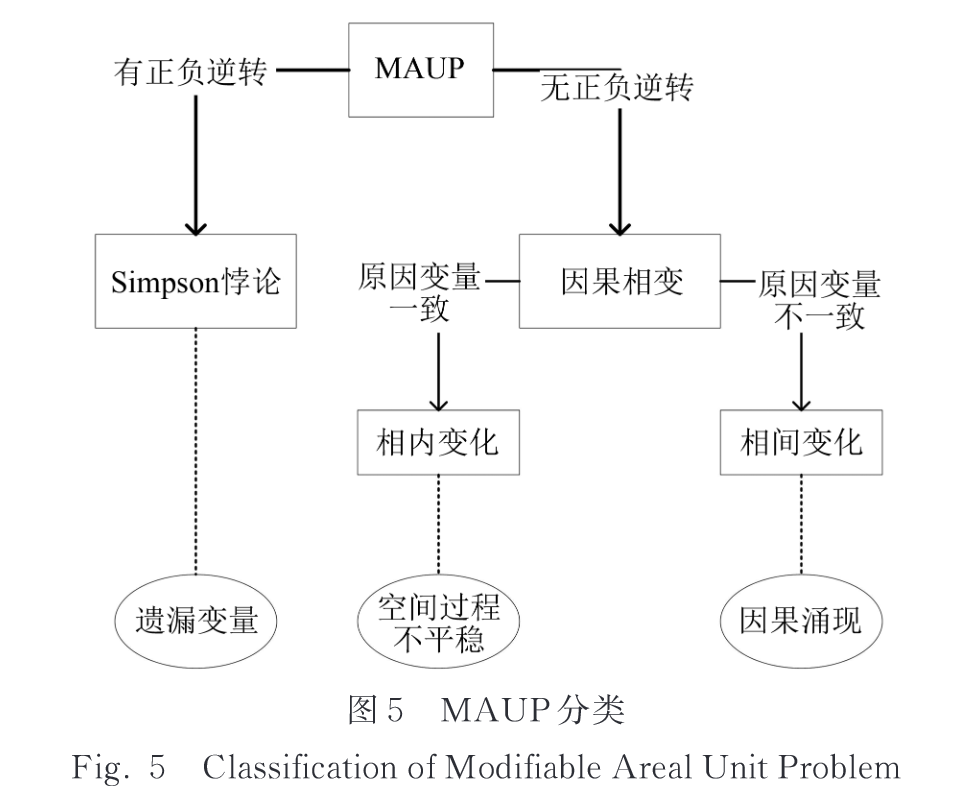 MAUP
有正负逆转
无正负逆转
Simpson悖论
原因变量
一致
因果相变
原因变量
不一致
相内变化
相间变化
遗漏变量
空间过程
不平稳
因果涌现
图5 MAUP分类
Fig. 5 Classification of Modifiable Areal Unit Problem